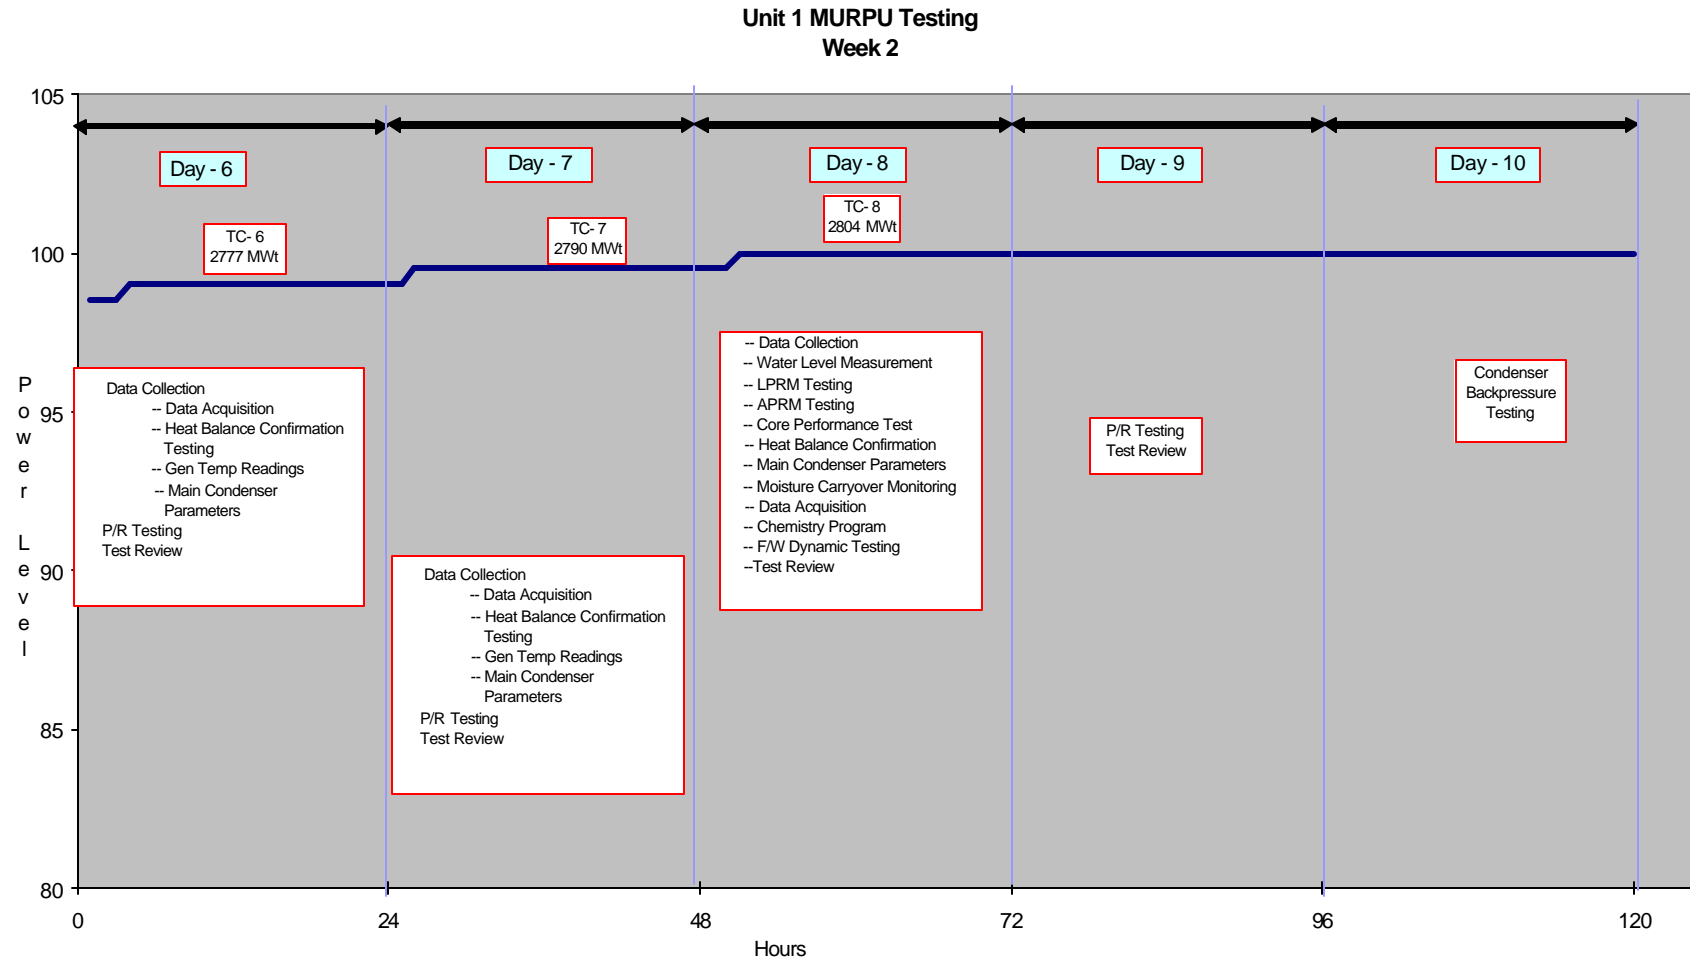 Unit 1 MURPU Testing
Week 2
105
100
95
90
85
80
Power Level
Day - 6
Day - 7
Day - 8
Day - 9
Day - 10
TC- 6
2777 MWt
TC- 7
2790 MWt
TC- 8
2804 MWt
Data Collection
-- Data Acquisition
-- Heat Balance Confirmation
Testing
-- Gen Temp Readings
-- Main Condenser
Parameters
P/R Testing
Test Review
Data Collection
-- Data Acquisition
-- Heat Balance Confirmation
Testing
-- Gen Temp Readings
-- Main Condenser
Parameters
P/R Testing
Test Review
-- Data Collection
-- Water Level Measurement
-- LPRM Testing
-- APRM Testing
-- Core Performance Test
-- Heat Balance Confirmation
-- Main Condenser Parameters
-- Moisture Carryover Monitoring
-- Data Acquisition
-- Chemistry Program
-- F/W Dynamic Testing
--Test Review
P/R Testing
Test Review
Condenser
Backpressure
Testing
0 24 48 72 96 120
Hours